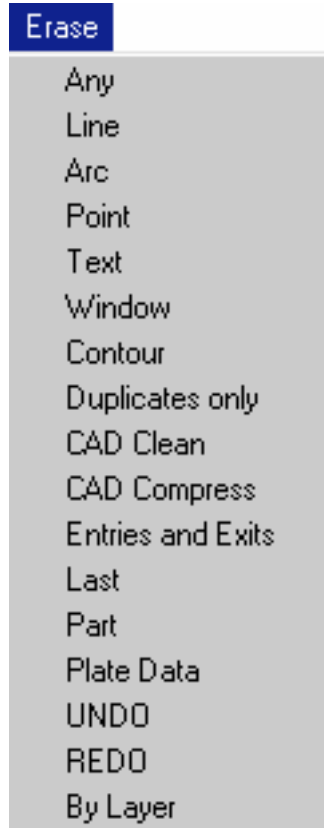 Erase
Any
Line
Arc
Point
Text
Window
Contour
Duplicates only
CAD Clean
CAD Compress
Entries and Exits
Last
Part
Plate Data
UNDO
REDO
By Layer